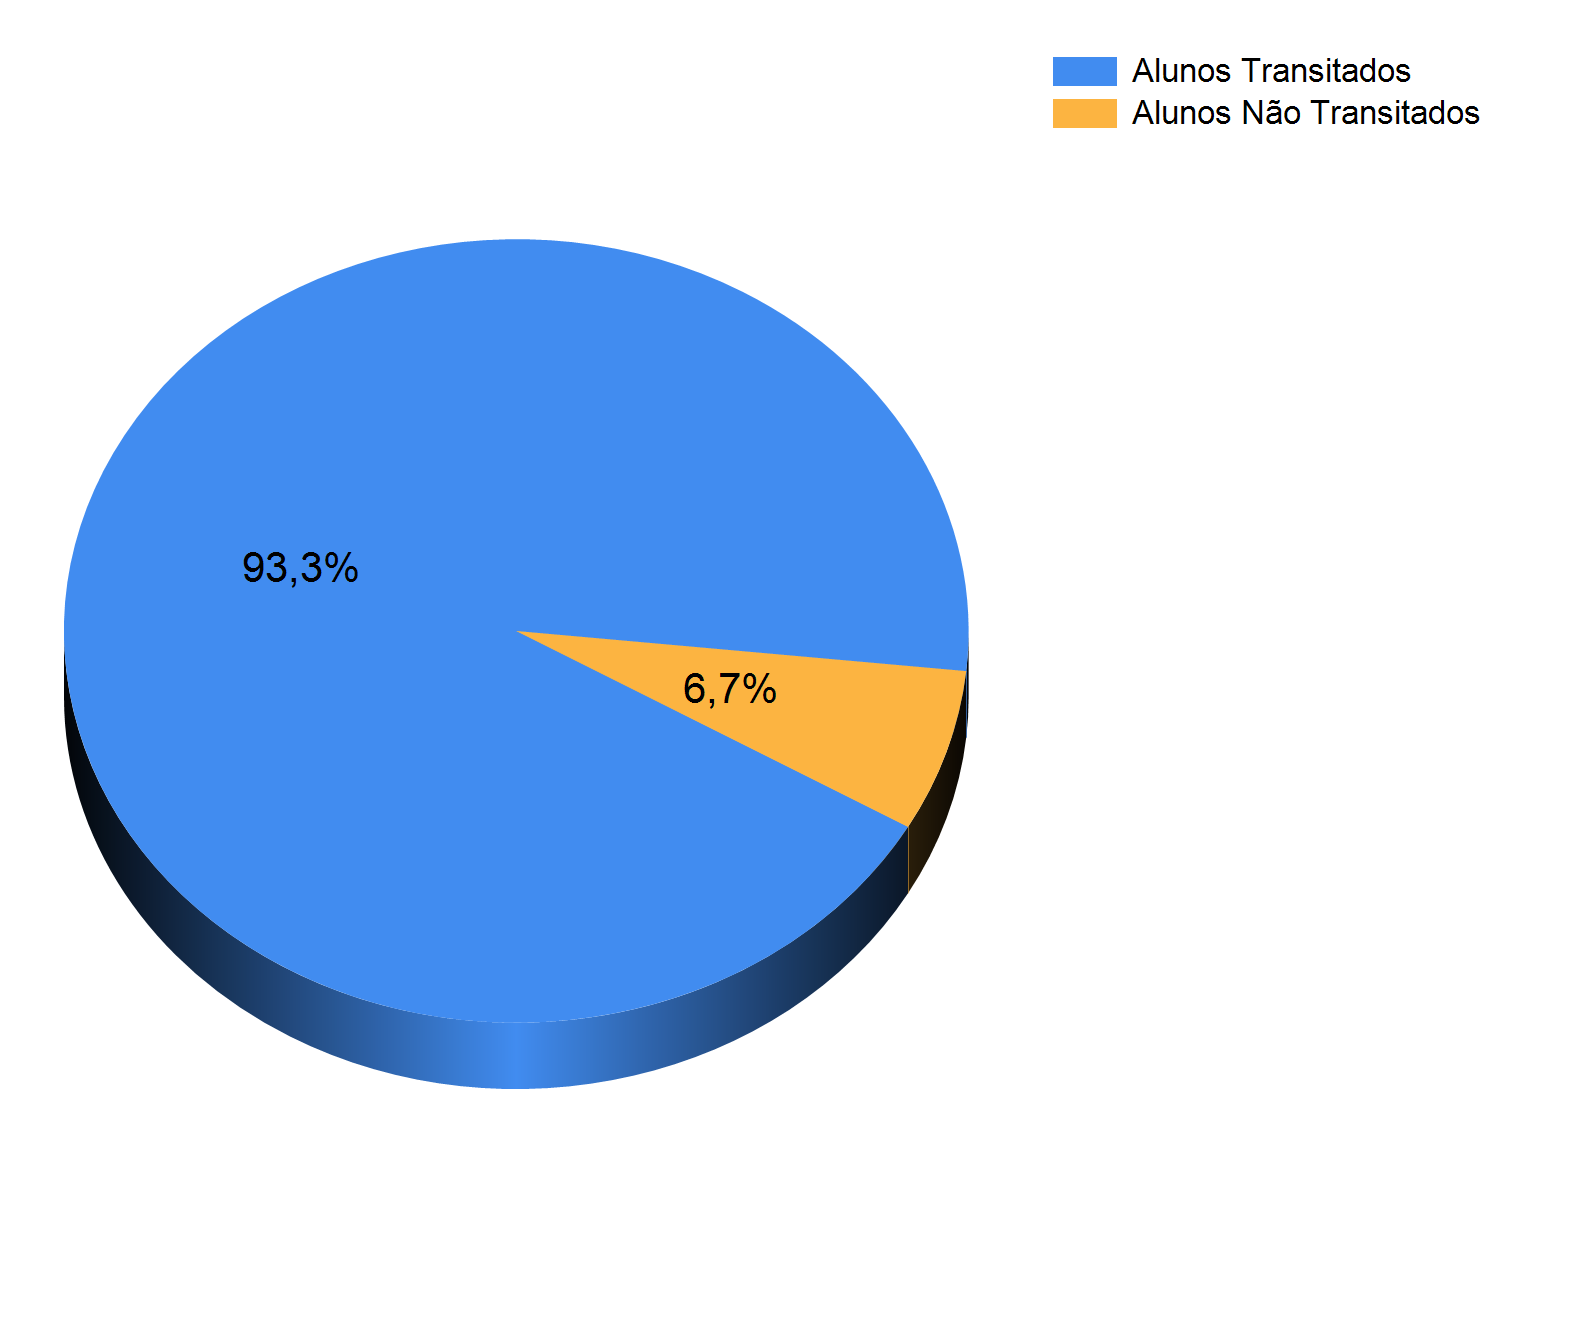 Alunos Transitados
Alunos Não Transitados
93,3%
6,7%